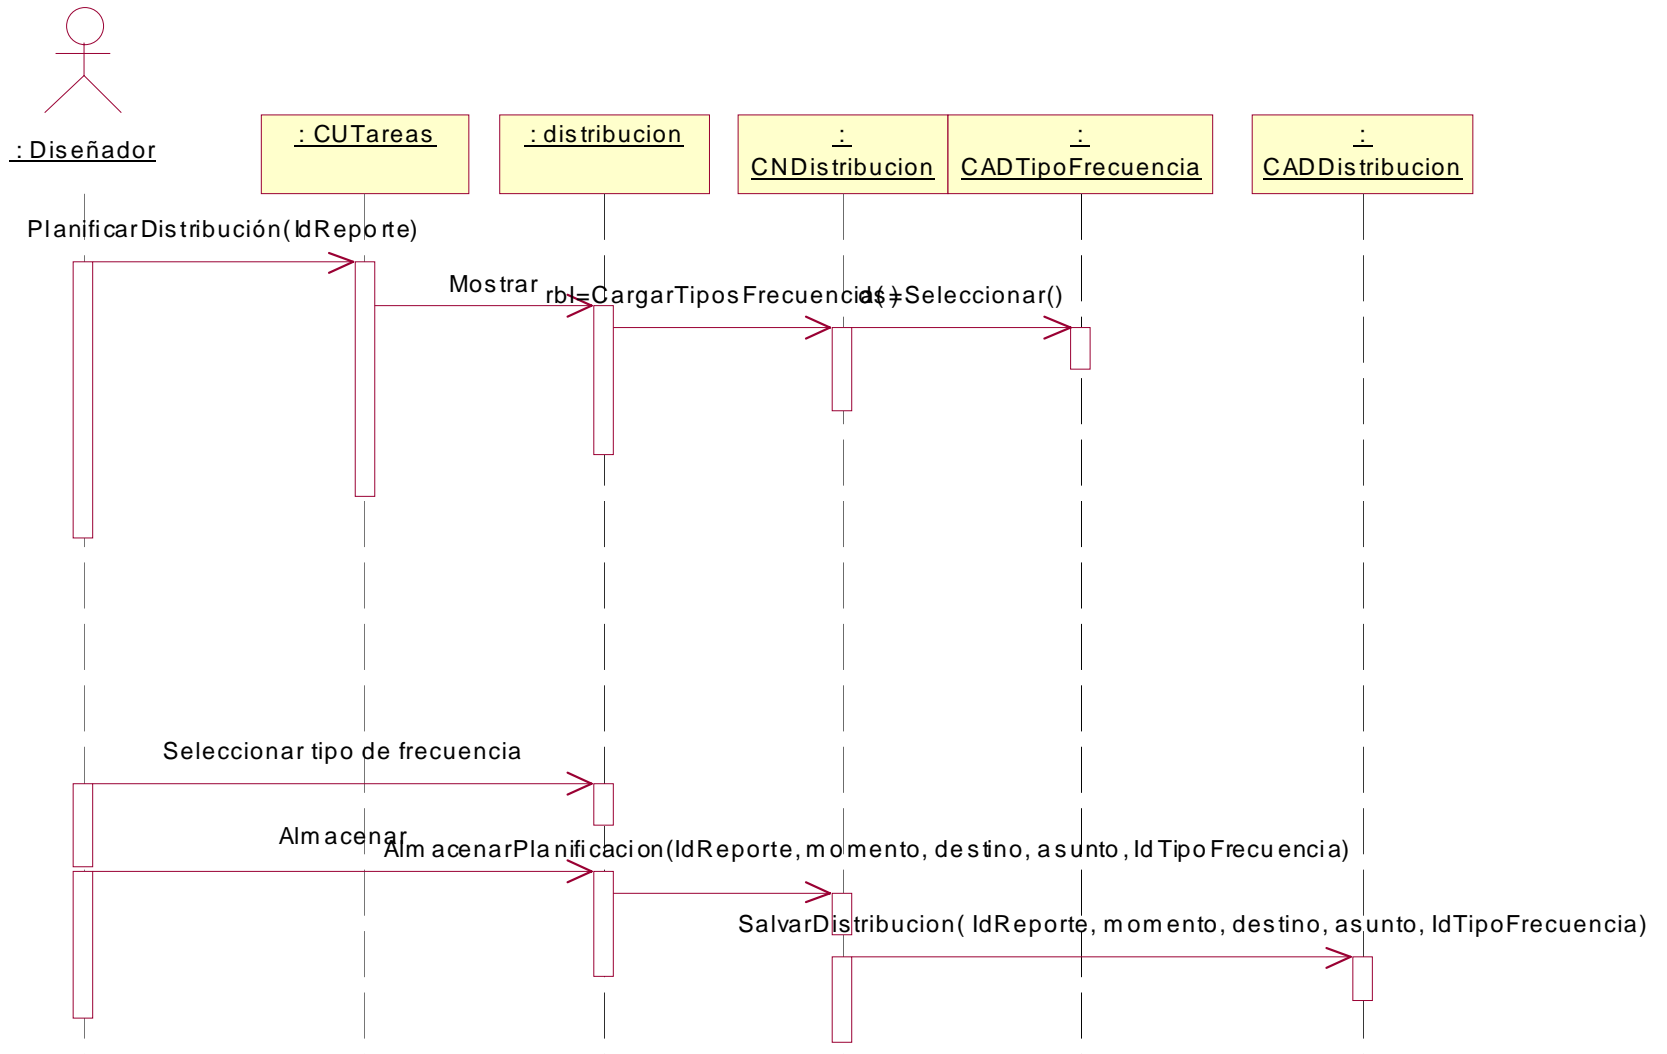 : Diseñador
: CUTareas
: distribucion
:
CNDistribucion
:
CADTipoFrecuencia
:
CADDistribucion
PlanificarDistribución(IdReporte)
Mostrar
rbl=CargarTiposFrecuencias( )
ds=Seleccionar()
Seleccionar tipo de frecuencia
Almacenar
AlmacenarPlanificacion(IdReporte, momento, destino, asunto, IdTipoFrecuencia)
SalvarDistribucion( IdReporte, momento, destino, asunto, IdTipoFrecuencia)